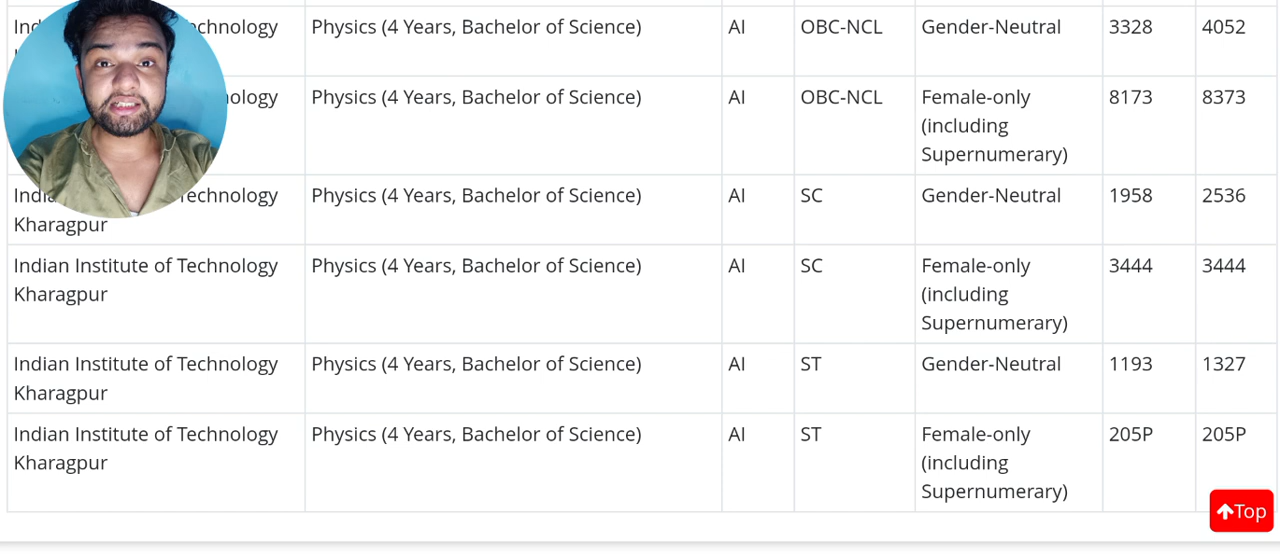 chnology Physics (4 Years, Bachelor of Science) AI OBC-NCL Gender-Neutral 3328 4052
ology Physics (4 Years, Bachelor of Science) AI OBC-NCL Female-only 8173 8373
(including
Supernumerary)
Technology Physics (4 Years, Bachelor of Science) AI SC Gender-Neutral 1958 2536
Kharagpur
Indian Institute of Technology Physics (4 Years, Bachelor of Science) AI SC Female-only 3444 3444
Kharagpur (including
Supernumerary)
Indian Institute of Technology Physics (4 Years, Bachelor of Science) AI ST Gender-Neutral 1193 1327
Kharagpur
Indian Institute of Technology Physics (4 Years, Bachelor of Science) AI ST Female-only 205P 205P
Kharagpur (including
Supernumerary)
Top